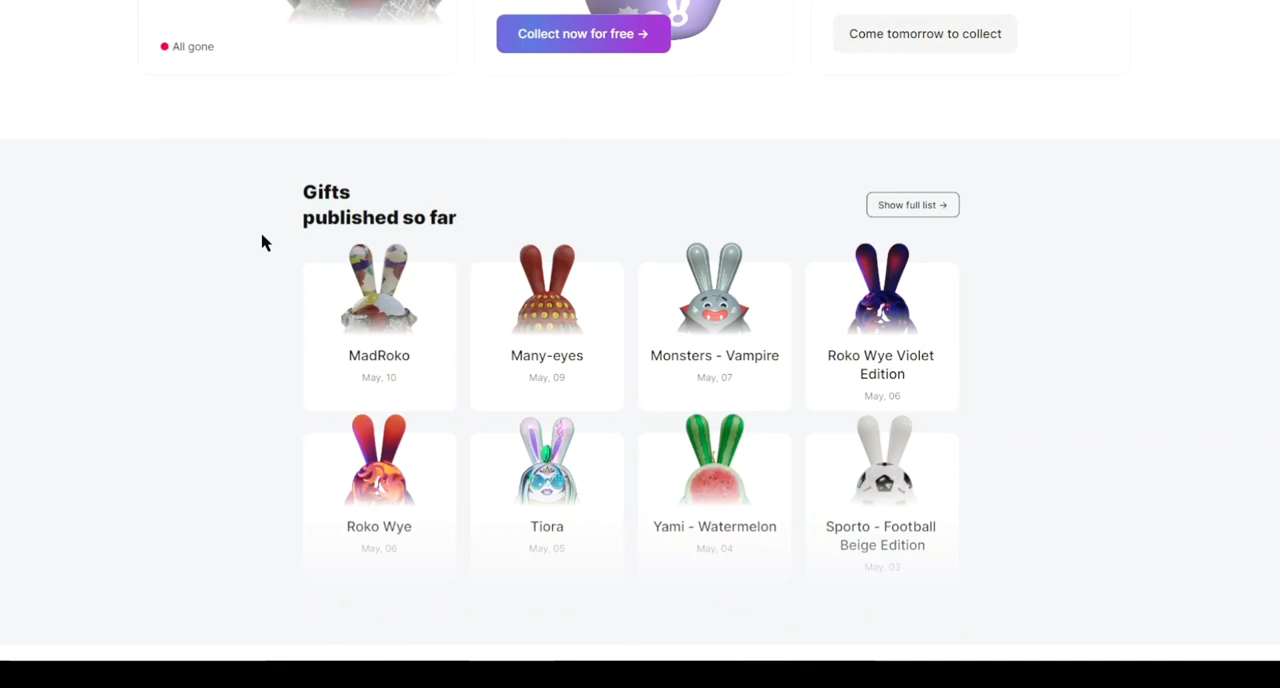 All gone
Collect now for free →
Come tomorrow to collect
Gifts
published so far
Show full list →
MadRoko
May, 10
Many-eyes
May, 09
Monsters - Vampire
May, 07
Roko Wye Violet
Edition
May, 06
Roko Wye
May, 06
Tiora
May, 05
Yami - Watermelon
May, 04
Sporto - Football
Beige Edition
May, 03